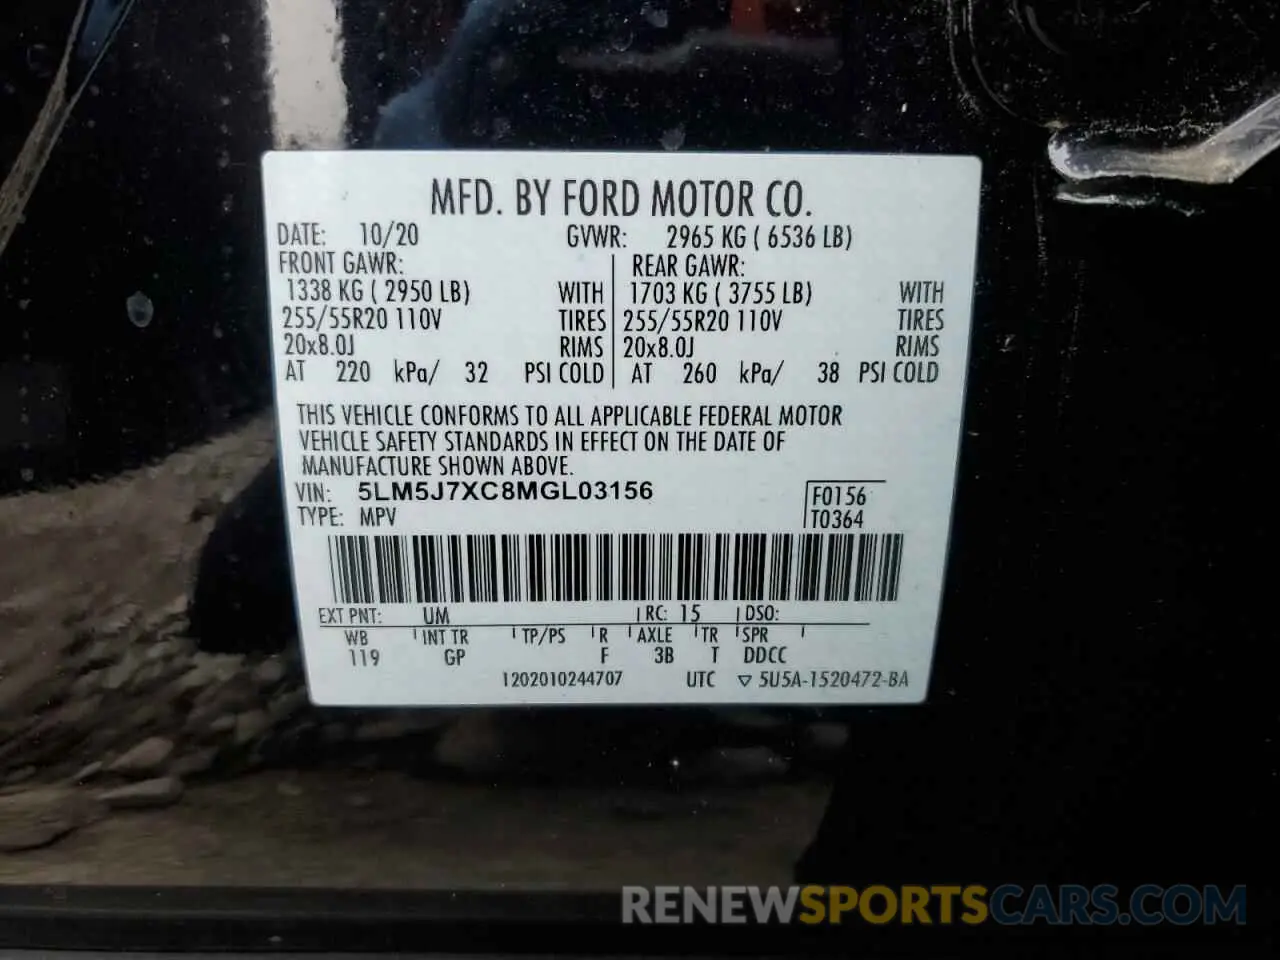 MFD. BY FORD MOTOR CO.
DATE: 10/20 GVWR: 2965 KG ( 6536 LB)
FRONT GAWR: REAR GAWR:
1338 KG ( 2950 LB) WITH 1703 KG ( 3755 LB) WITH
255/55R20 110V TIRES 255/55R20 110V TIRES
20x8.0J RIMS 20x8.0J RIMS
AT 220 kPa/ 32 PSI COLD AT 260 kPa/ 38 PSI COLD
THIS VEHICLE CONFORMS TO ALL APPLICABLE FEDERAL MOTOR
VEHICLE SAFETY STANDARDS IN EFFECT ON THE DATE OF
MANUFACTURE SHOWN ABOVE.
VIN: 5LM5J7XC8MGL03156 F0156
TYPE: MPV T0364
EXT PNT: UM RC: 15 DSO:
WB INT TR TP/PS R AXLE TR SPR
119 GP F 3B T DDCC
1202010244707 UTC ▽ 5U5A-1520472-BA
RENEWSPORTSCARS.COM